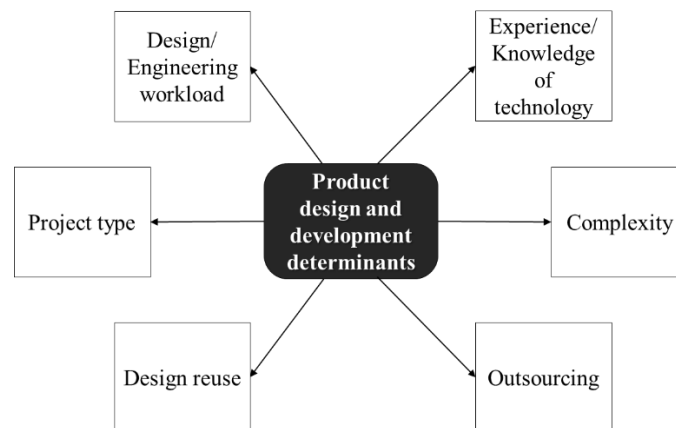 Design/
Engineering
workload
Experience/
Knowledge
of
technology
Project type
Product
design and
development
determinants
Complexity
Design reuse
Outsourcing